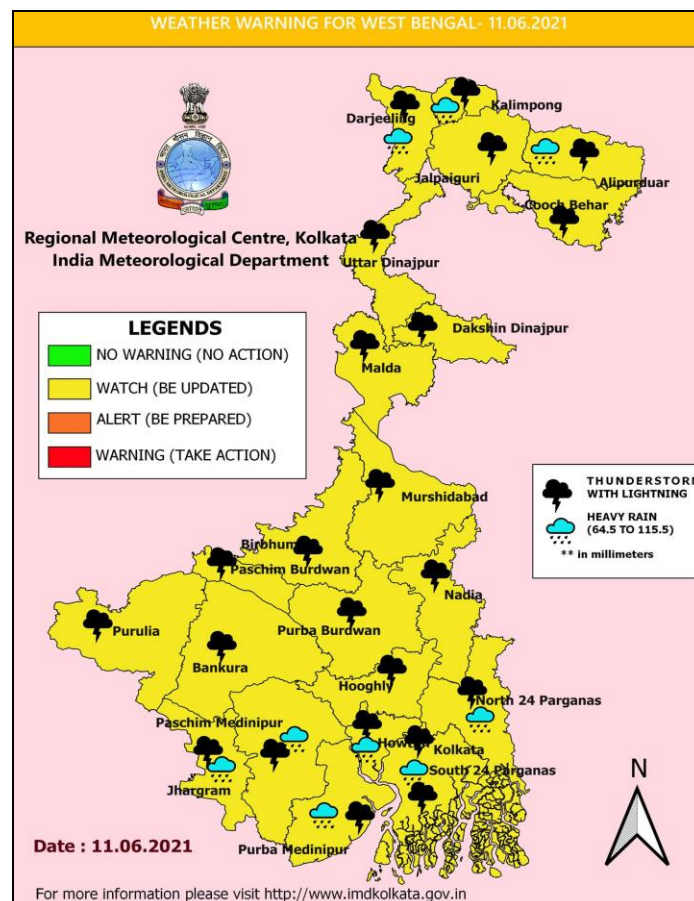 WEATHER WARNING FOR WEST BENGAL- 11.06.2021
Darjeeling
Kalimpong
Jalpaiguri
Alipurduar
Cooch Behar
Regional Meteorological Centre, Kolkata
India Meteorological Department
Uttar Dinajpur
LEGENDS
NO WARNING (NO ACTION)
WATCH (BE UPDATED)
ALERT (BE PREPARED)
WARNING (TAKE ACTION)
Dakshin Dinajpur
Malda
THUNDERSTORM
WITH LIGHTNING
HEAVY RAIN
(64.5 TO 115.5)
** in millimeters
Murshidabad
Birbhum
Paschim Burdwan
Nadia
Purulia
Purba Burdwan
Bankura
Hooghly
North 24 Parganas
Paschim Medinipur
Kolkata
South 24 Parganas
Jhargram
N
Date : 11.06.2021
Purba Medinipur
For more information please visit http://www.imdkolkata.gov.in